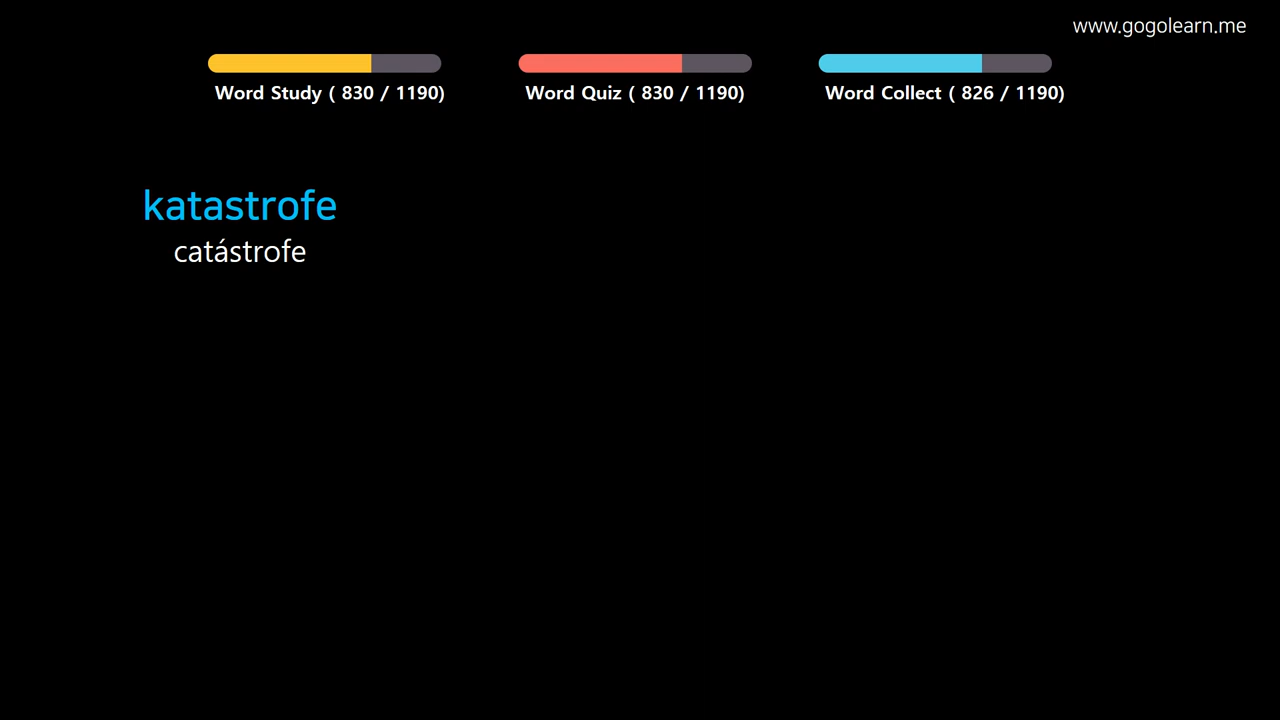 www.gogolearn.me
Word Study ( 830 / 1190)
Word Quiz ( 830 / 1190)
Word Collect ( 826 / 1190)
katastrofe
catástrofe